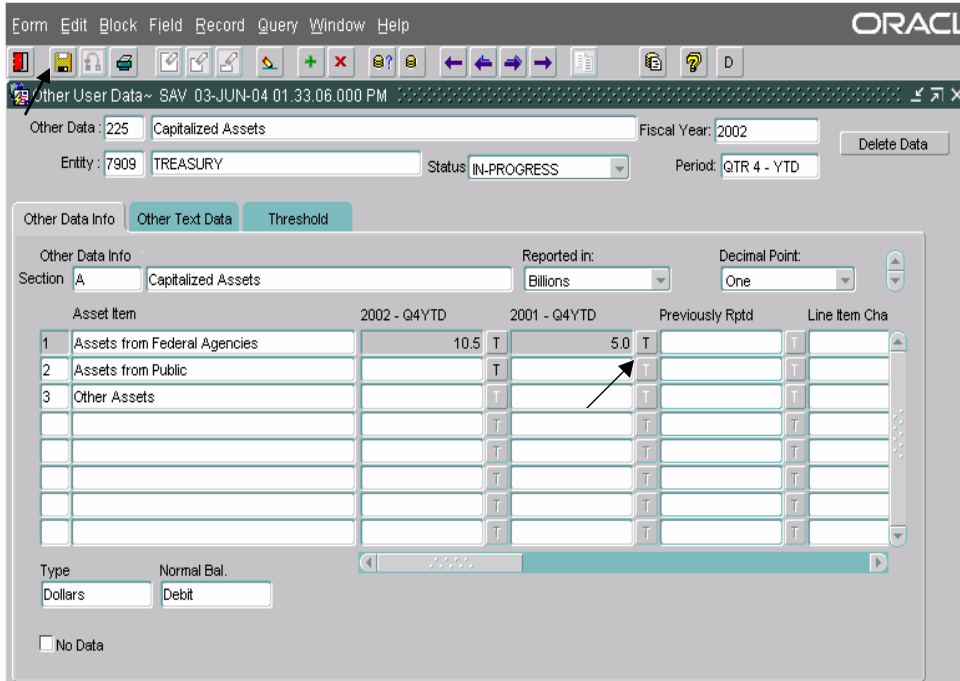 Form Edit Block Field Record Query Window Help ORACL
D
Other User Data~ SAV 03-JUN-04 01.33.06.000 PM
Other Data : 225 Capitalized Assets Fiscal Year: 2002 Delete Data
Entity : 7909 TREASURY Status IN-PROGRESS Period: QTR 4 - YTD
Other Data Info Other Text Data Threshold
Other Data Info Reported in: Decimal Point:
Section A Capitalized Assets Billions One
Asset Item 2002 - Q4YTD 2001 - Q4YTD Previously Rptd Line Item Cha
1 Assets from Federal Agencies 10.5 T 5.0 T T
2 Assets from Public T T T
3 Other Assets T T T
T T T
T T T
T T T
T T T
T T T
Type Normal Bal.
Dollars Debit
No Data